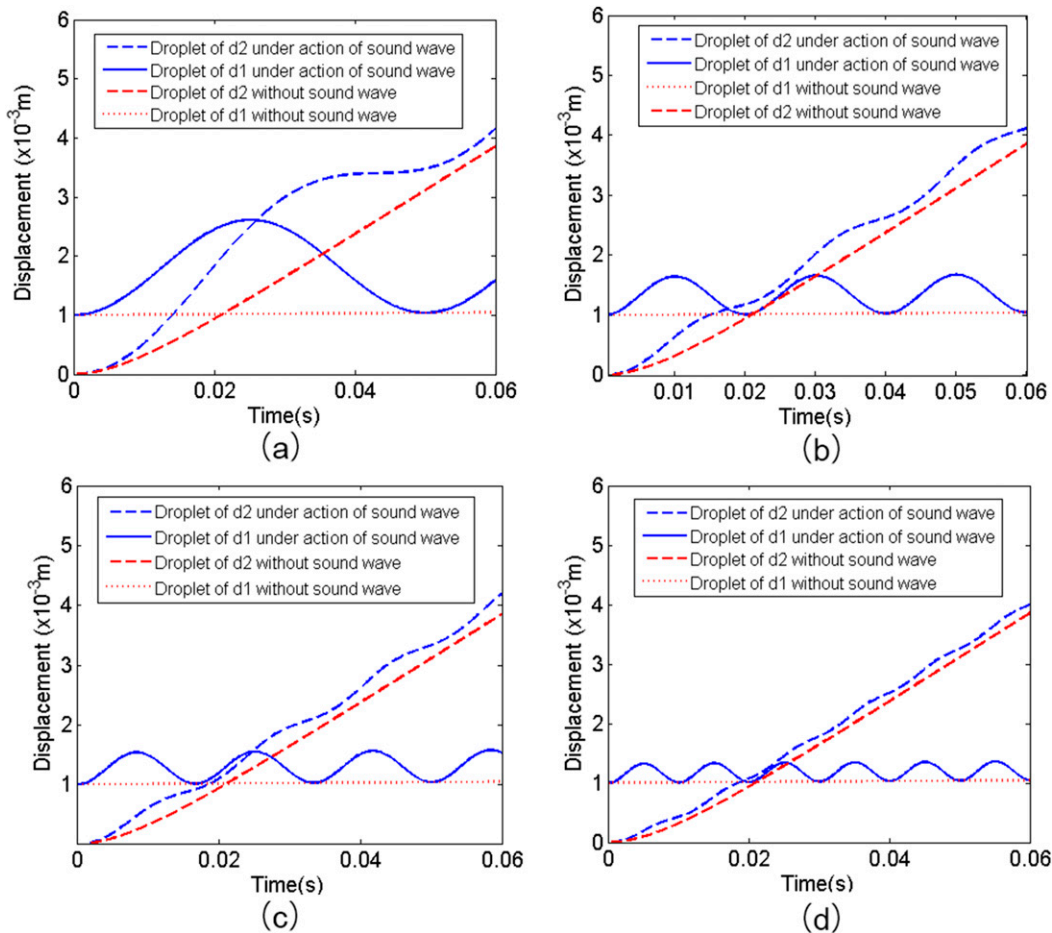 6
5
4
3
2
1
0
Displacement (x10⁻³m)
Droplet of d2 under action of sound wave
Droplet of d1 under action of sound wave
Droplet of d2 without sound wave
Droplet of d1 without sound wave
0
0.02
0.04
0.06
Time(s)
(a)
6
5
4
3
2
1
0
Displacement (x10⁻³m)
Droplet of d2 under action of sound wave
Droplet of d1 under action of sound wave
Droplet of d1 without sound wave
Droplet of d2 without sound wave
0.01
0.02
0.03
0.04
0.05
0.06
Time(s)
(b)
6
5
4
3
2
1
Displacement (x10⁻³m)
Droplet of d2 under action of sound wave
Droplet of d1 under action of sound wave
Droplet of d2 without sound wave
Droplet of d1 without sound wave
0
0.02
0.04
0.06
Time(s)
(c)
6
5
4
3
2
1
0
Displacement (x10⁻³m)
Droplet of d2 under action of sound wave
Droplet of d1 under action of sound wave
Droplet of d2 without sound wave
Droplet of d1 without sound wave
0
0.02
0.04
0.06
Time(s)
(d)